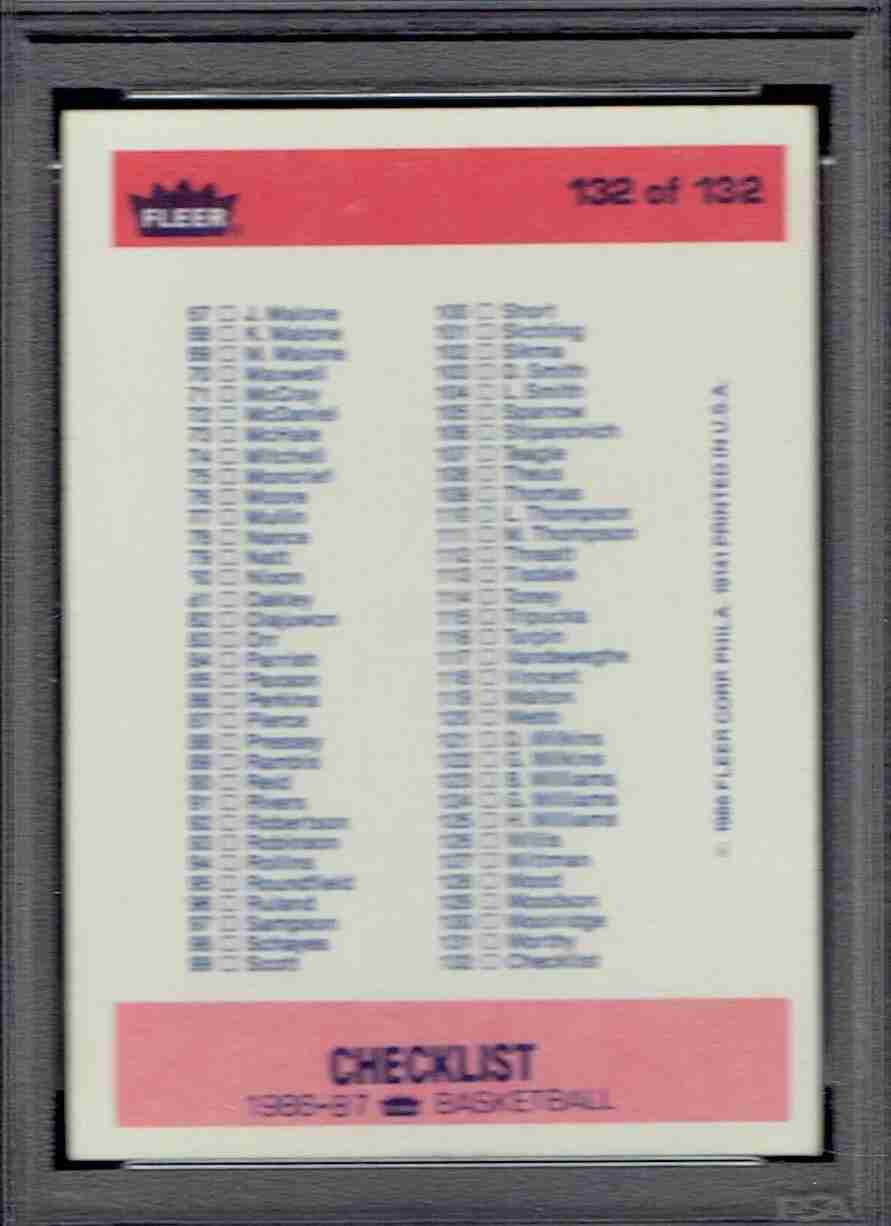 FLEER
132 of 132
67 □ J. Malone
68 □ K. Malone
69 □ M. Malone
70 □ Maxwell
71 □ McCray
72 □ McDaniel
73 □ McHale
74 □ Mitchell
75 □ Moncrief
76 □ Moore
77 □ Mullin
78 □ Nance
79 □ Natt
80 □ Nixon
81 □ Oakley
82 □ Olajuwon
83 □ Orr
84 □ Parish
85 □ Paxson
86 □ Perkins
87 □ Pierce
88 □ Pressey
89 □ Rambis
90 □ Reid
91 □ Rivers
92 □ Robertson
93 □ Robinson
94 □ Rollins
95 □ Roundfield
96 □ Ruland
97 □ Sampson
98 □ Schayes
99 □ Scott
100 □ Short
101 □ Sichting
102 □ Sikma
103 □ D. Smith
104 □ L. Smith
105 □ Sparrow
106 □ Stipanovich
107 □ Teagle
108 □ Theus
109 □ Thomas
110 □ L. Thompson
111 □ M. Thompson
112 □ Threatt
113 □ Tisdale
114 □ Toney
115 □ Tripucka
116 □ Turpin
117 □ Vandeweghe
118 □ Vincent
119 □ Walton
120 □ Webb
121 □ D. Wilkins
122 □ G. Wilkins
123 □ B. Williams
124 □ H. Williams
125 □ K. Williams
126 □ Willis
127 □ Wittman
128 □ Wood
129 □ Woodson
130 □ Woolridge
131 □ Worthy
132 □ Checklist
© 1986 FLEER CORP. PHILA. 19141 PRINTED IN U.S.A.
CHECKLIST
1986-87 BASKETBALL
PSA